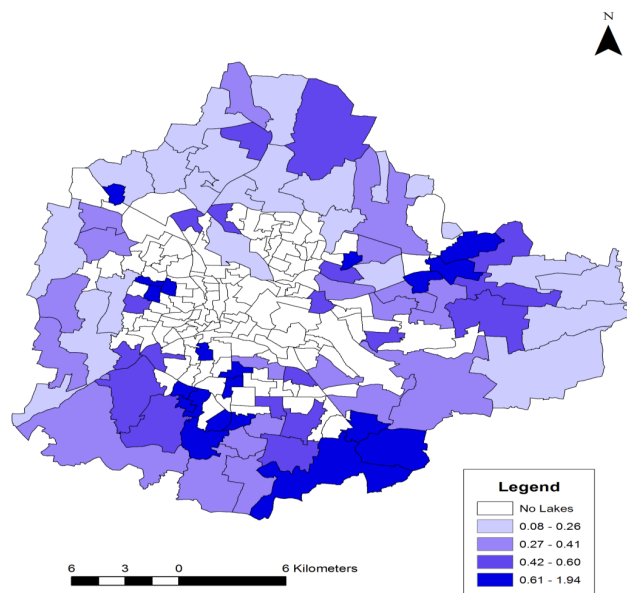 N
Legend
No Lakes
0.08 - 0.26
0.27 - 0.41
0.42 - 0.60
0.61 - 1.94
6 3 0 6 Kilometers